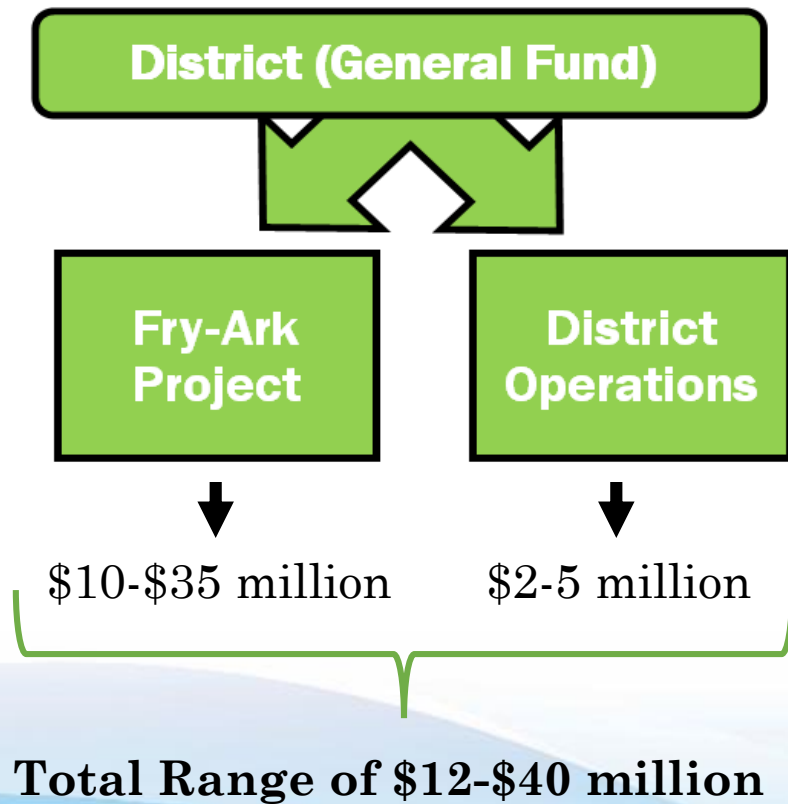 District (General Fund)
Fry-Ark
Project
District
Operations
$10-$35 million
$2-5 million
Total Range of $12-$40 million